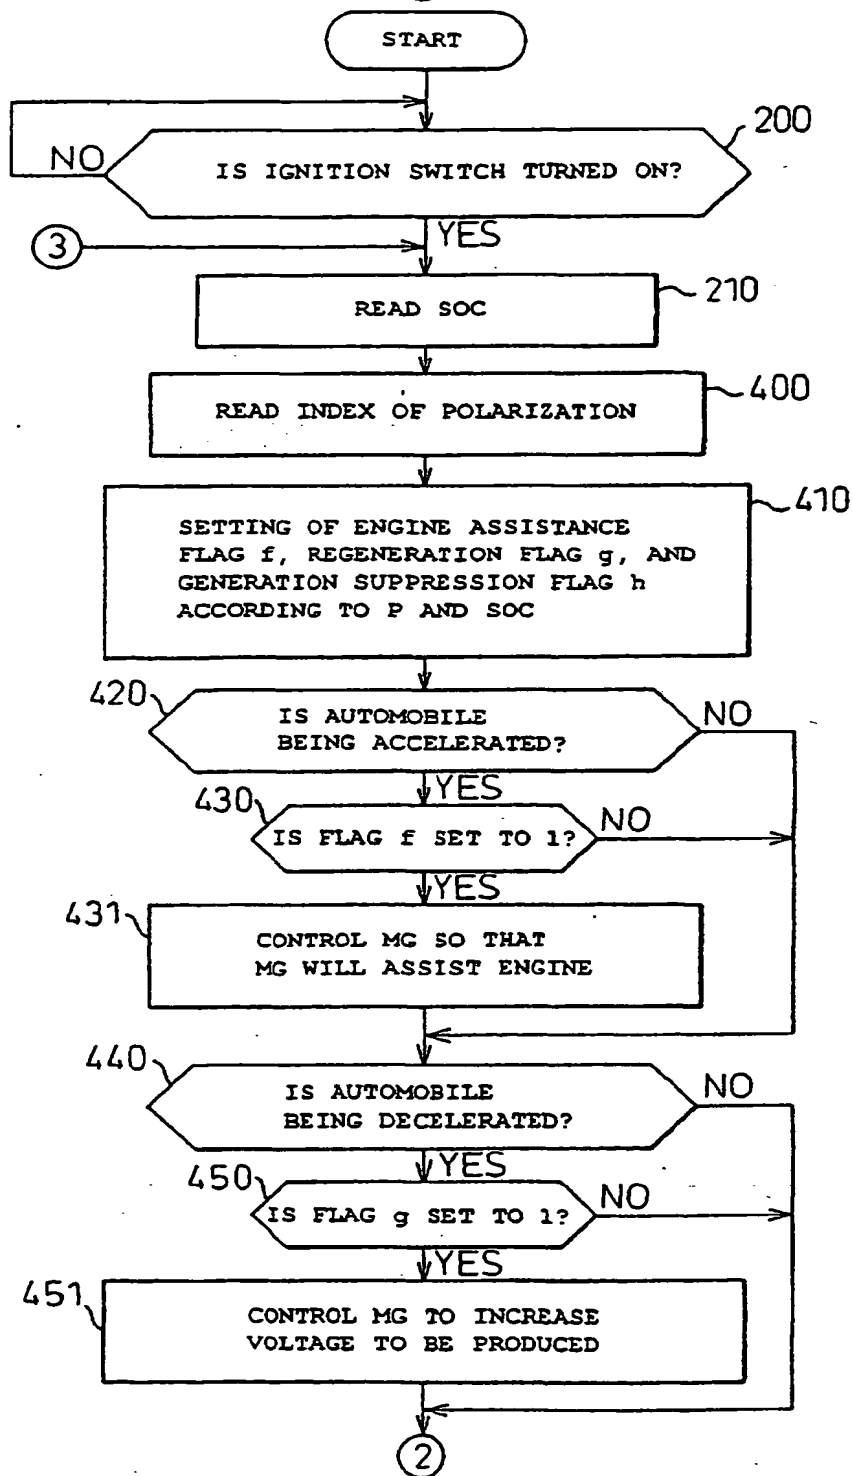 START
200
NO
IS IGNITION SWITCH TURNED ON?
YES
3
210
READ SOC
400
READ INDEX OF POLARIZATION
410
SETTING OF ENGINE ASSISTANCE
FLAG f, REGENERATION FLAG g, AND
GENERATION SUPPRESSION FLAG h
ACCORDING TO P AND SOC
420
IS AUTOMOBILE
BEING ACCELERATED?
NO
YES
430
IS FLAG f SET TO 1?
NO
YES
431
CONTROL MG SO THAT
MG WILL ASSIST ENGINE
440
IS AUTOMOBILE
BEING DECELERATED?
NO
YES
450
IS FLAG g SET TO 1?
NO
YES
451
CONTROL MG TO INCREASE
VOLTAGE TO BE PRODUCED
2